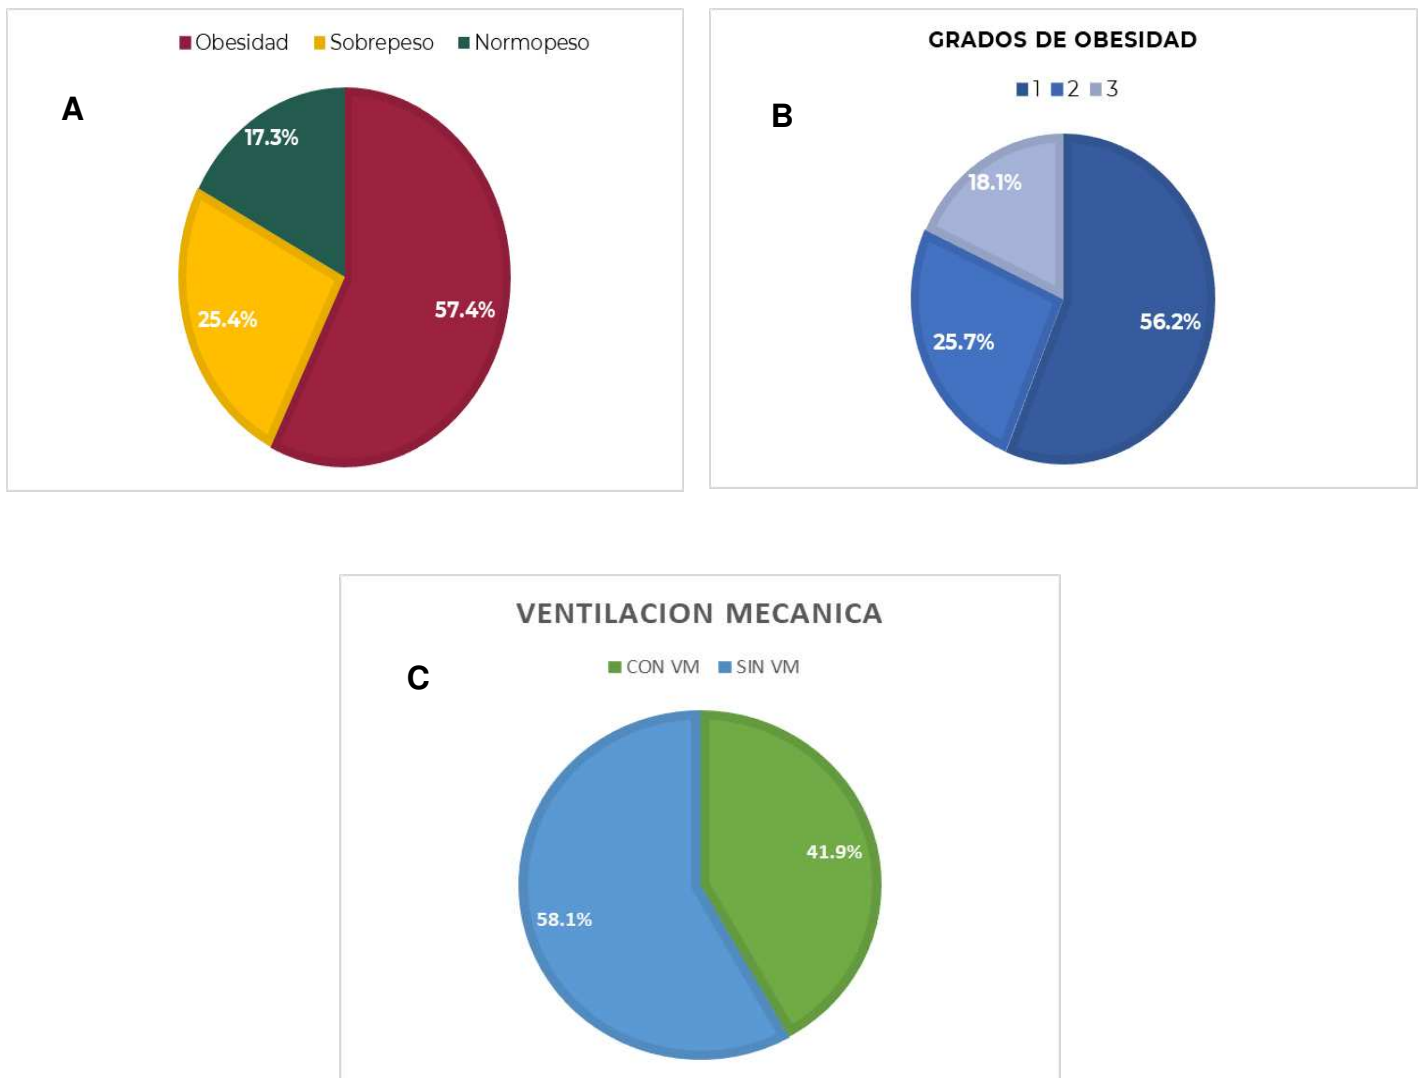 Obesidad Sobrepeso Normopeso
A
17.3%
25.4%
57.4%
GRADOS DE OBESIDAD
1 2 3
B
18.1%
25.7%
56.2%
VENTILACION MECANICA
CON VM SIN VM
C
41.9%
58.1%